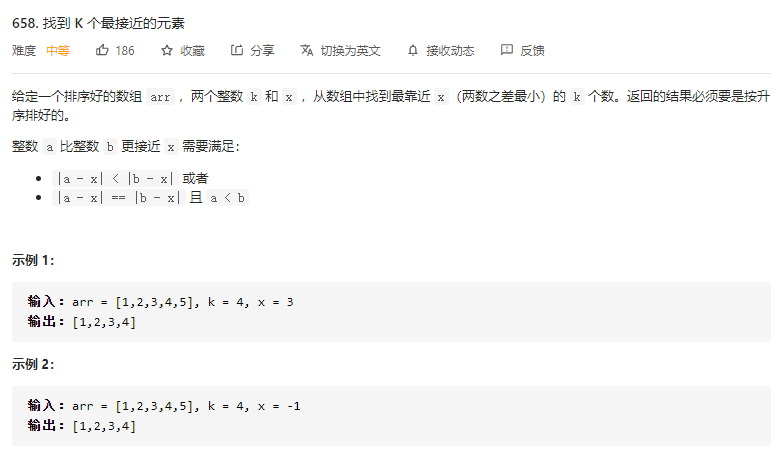 658. 找到 K 个最接近的元素
难度 中等 186 收藏 分享 切换为英文 接收动态 反馈
给定一个排序好的数组 arr ，两个整数 k 和 x ，从数组中找到最靠近 x（两数之差最小）的 k 个数。返回的结果必须要是按升
序排好的。
整数 a 比整数 b 更接近 x 需要满足：
|a - x| < |b - x| 或者
|a - x| == |b - x| 且 a < b
示例 1：
输入：arr = [1,2,3,4,5], k = 4, x = 3
输出：[1,2,3,4]
示例 2：
输入：arr = [1,2,3,4,5], k = 4, x = -1
输出：[1,2,3,4]